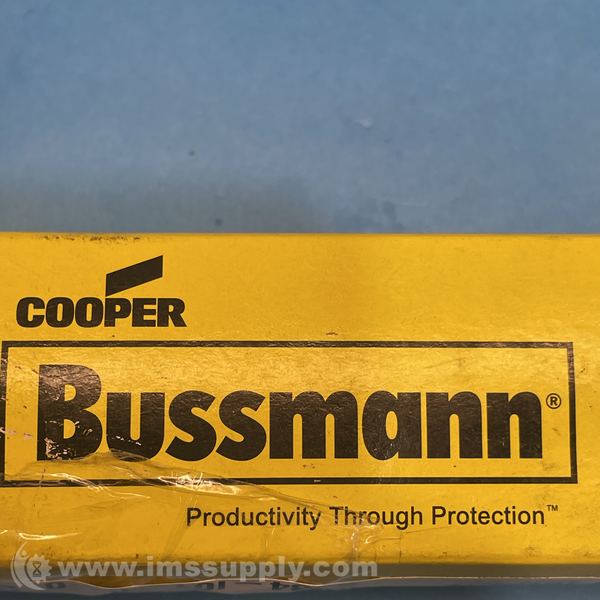 COOPER
Bussmann®
Productivity Through Protection™
www.imssupply.com